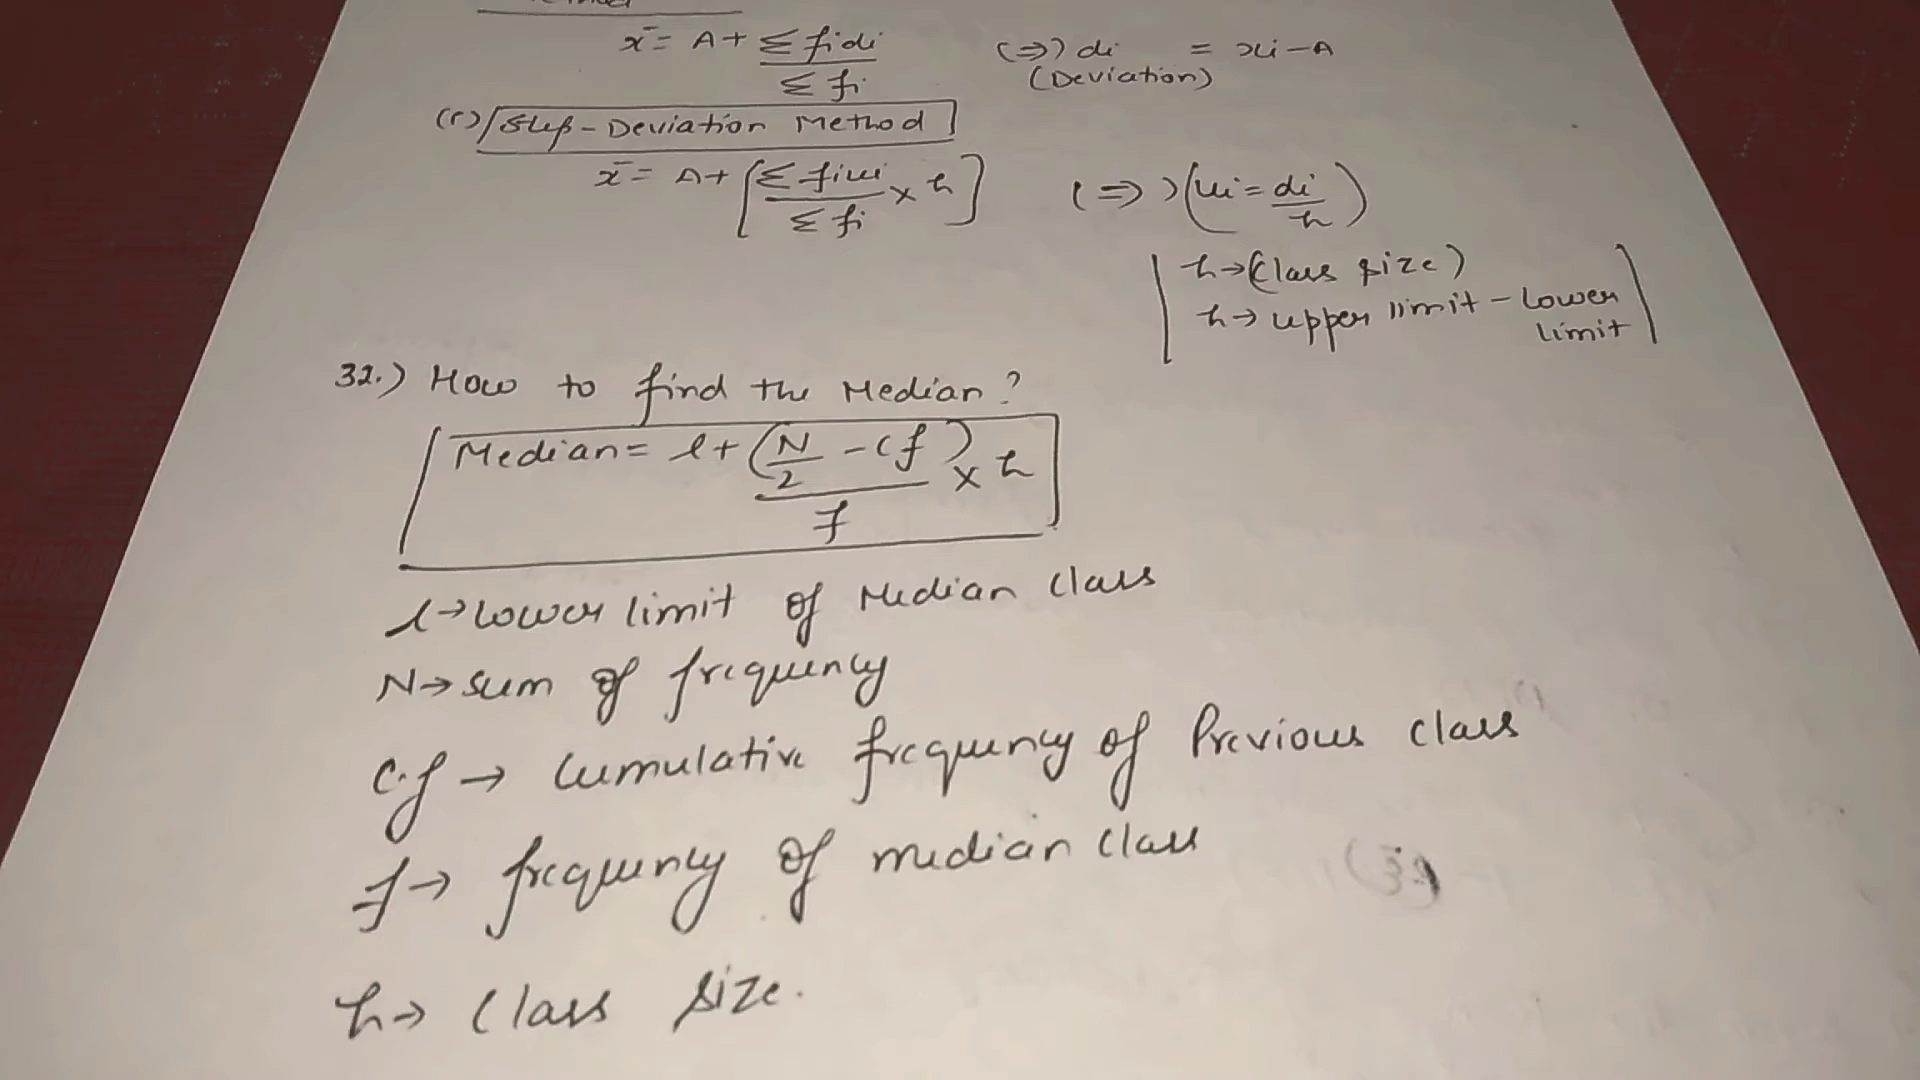 x̄ = A + Σfidi / Σfi (⇒) di = xi - A
(Deviation)
(c) Step-Deviation Method
x̄ = A + [Σfiui / Σfi × h] (⇒) (ui = di / h)
h → (Class size)
h → upper limit - Lower
limit
32.) How to find the Median?
Median = l + (N/2 - cf) / f × h
l → lower limit of Median Class
N → sum of frequency
c.f → Cumulative frequency of Previous class
f → frequency of median class
h → Class size.